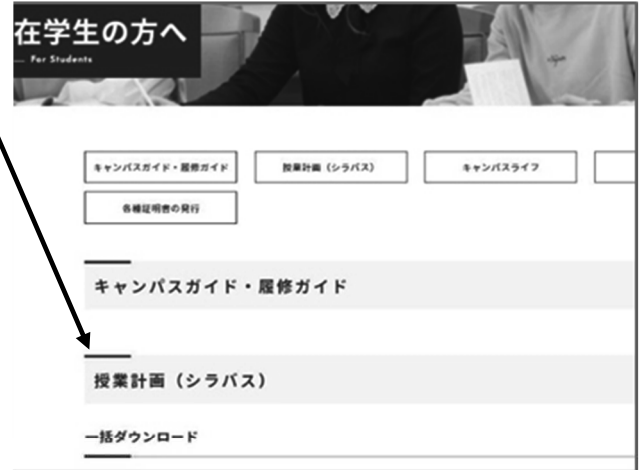 在学生の方へ
For Students
キャンパスガイド・履修ガイド
授業計画（シラバス）
キャンパスライフ
各種証明書の発行
キャンパスガイド・履修ガイド
授業計画（シラバス）
一括ダウンロード